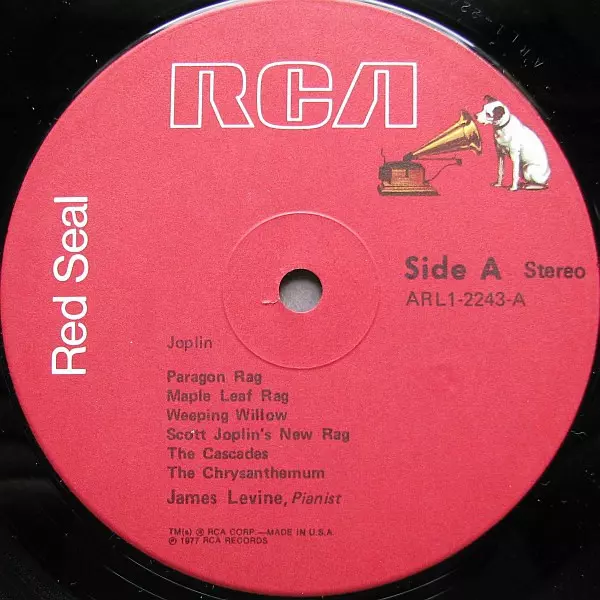 RCA
Red Seal
Side A Stereo
ARL1-2243-A
Joplin
Paragon Rag
Maple Leaf Rag
Weeping Willow
Scott Joplin's New Rag
The Cascades
The Chrysanthemum
James Levine, Pianist
TM(s) ® RCA CORP.—MADE IN U.S.A.
℗ 1977 RCA RECORDS